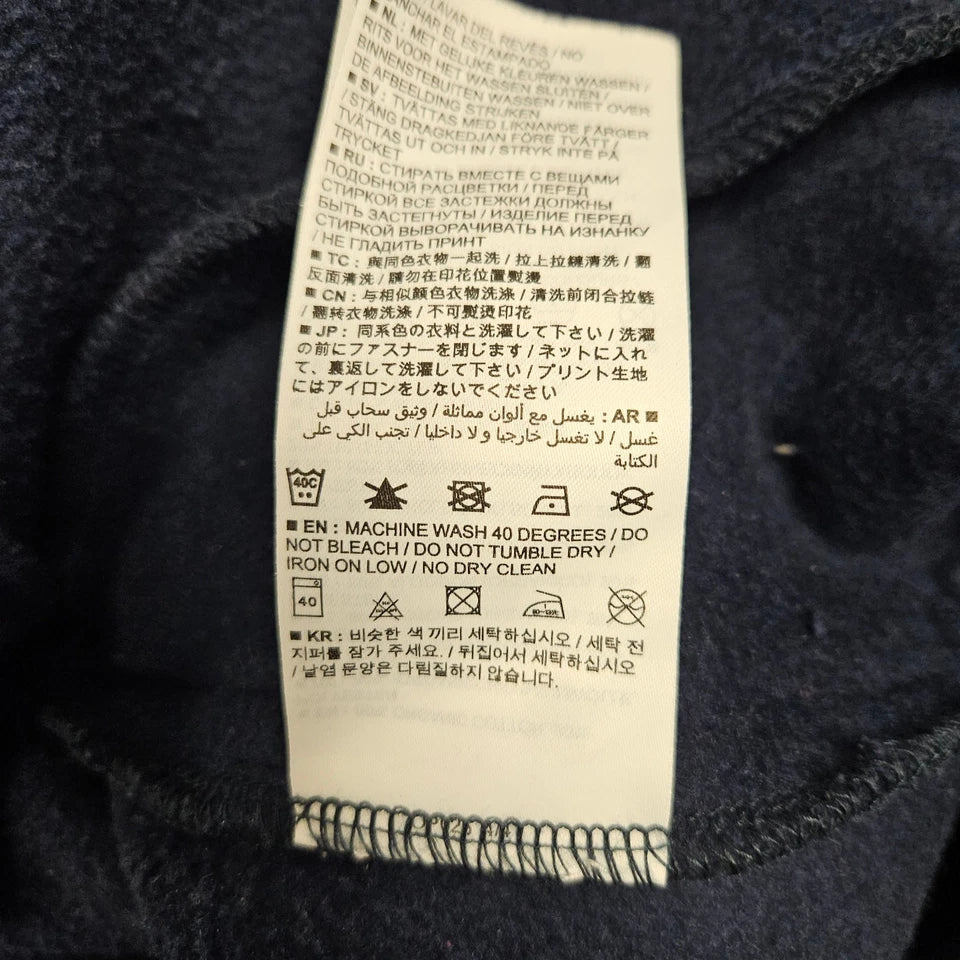 LAVAR DEL REVÉS / NO
PLANCHAR EL ESTAMPADO
■ NL : MET GELIJKE KLEUREN WASSEN /
RITS VOOR HET WASSEN SLUITEN /
BINNENSTEBUITEN WASSEN / NIET OVER
DE AFBEELDING STRIJKEN
■ SV : TVÄTTAS MED LIKNANDE FÄRGER
/ STÄNG DRAGKEDJAN FÖRE TVÄTT /
TVÄTTAS UT OCH IN / STRYK INTE PÅ
TRYCKET
■ RU : СТИРАТЬ ВМЕСТЕ С ВЕЩАМИ
ПОДОБНОЙ РАСЦВЕТКИ / ПЕРЕД
СТИРКОЙ ВСЕ ЗАСТЕЖКИ ДОЛЖНЫ
БЫТЬ ЗАСТЕГНУТЫ / ИЗДЕЛИЕ ПЕРЕД
СТИРКОЙ ВЫВОРАЧИВАТЬ НА ИЗНАНКУ
/ НЕ ГЛАДИТЬ ПРИНТ
■ TC : 與同色衣物一起洗 / 拉上拉鏈清洗 / 翻
反面清洗 / 請勿在印花位置熨燙
■ CN : 与相似颜色衣物洗涤 / 清洗前闭合拉链
/ 翻转衣物洗涤 / 不可熨烫印花
■ JP : 同系色の衣料と洗濯して下さい / 洗濯
の前にファスナーを閉じます / ネットに入れ
て、裏返して洗濯して下さい / プリント生地
にはアイロンをしないでください
■ AR : يغسل مع ألوان مماثلة / وثيق سحاب قبل
غسل / لا تغسل خارجيا و لا داخليا / تجنب الكي على
الكتابة
40C
■ EN : MACHINE WASH 40 DEGREES / DO
NOT BLEACH / DO NOT TUMBLE DRY /
IRON ON LOW / NO DRY CLEAN
40
■ KR : 비슷한 색 끼리 세탁하십시오 / 세탁 전
지퍼를 잠가 주세요. / 뒤집어서 세탁하십시오
/ 날염 문양은 다림질하지 않습니다.